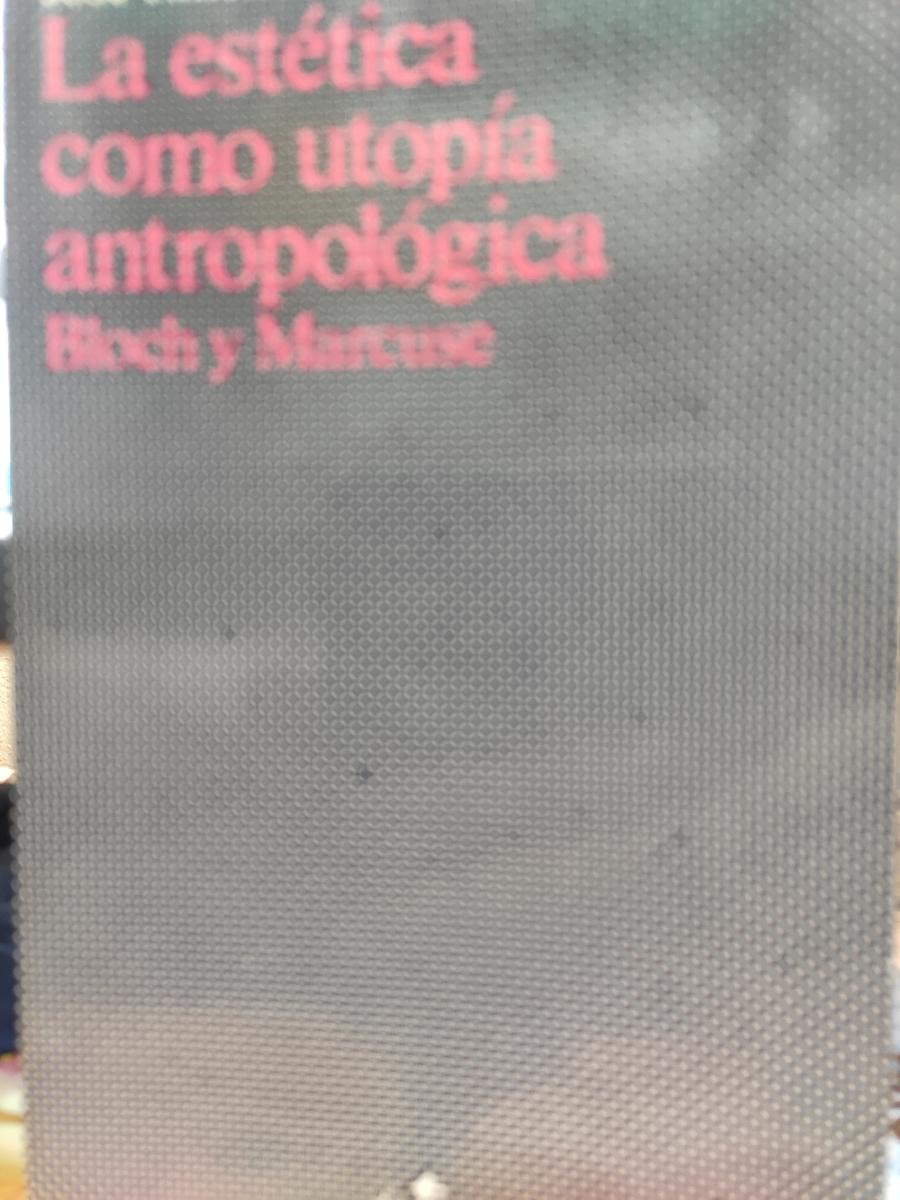 La estética
como utopía
antropológica
Bloch y Marcuse